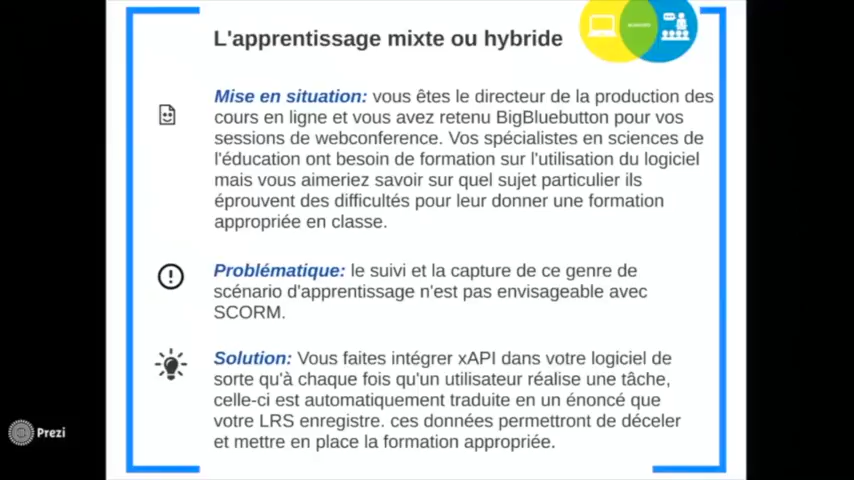 L'apprentissage mixte ou hybride
Mise en situation: vous êtes le directeur de la production des
cours en ligne et vous avez retenu BigBluebutton pour vos
sessions de webconference. Vos spécialistes en sciences de
l'éducation ont besoin de formation sur l'utilisation du logiciel
mais vous aimeriez savoir sur quel sujet particulier ils
éprouvent des difficultés pour leur donner une formation
appropriée en classe.
Problématique: le suivi et la capture de ce genre de
scénario d'apprentissage n'est pas envisageable avec
SCORM.
Solution: Vous faites intégrer xAPI dans votre logiciel de
sorte qu'à chaque fois qu'un utilisateur réalise une tâche,
celle-ci est automatiquement traduite en un énoncé que
votre LRS enregistre. ces données permettront de déceler
et mettre en place la formation appropriée.
Prezi